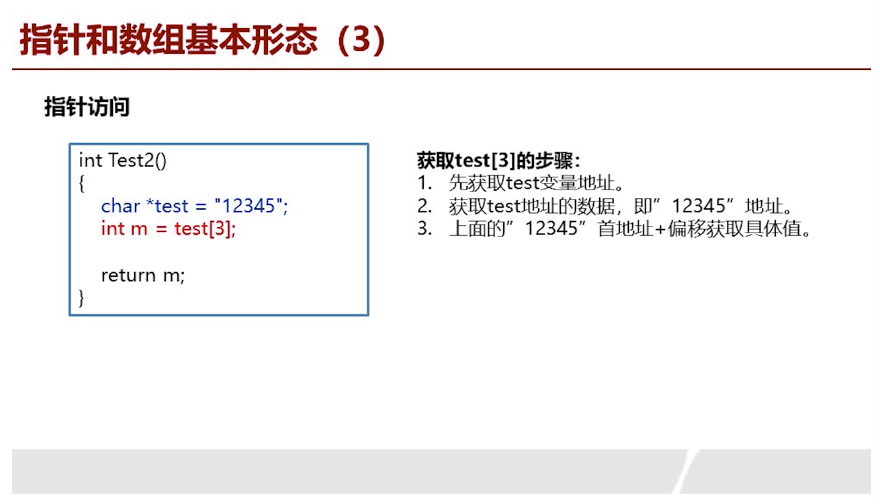 指针和数组基本形态（3）
指针访问
int Test2()
{
char *test = "12345";
int m = test[3];
return m;
}
获取test[3]的步骤：
1. 先获取test变量地址。
2. 获取test地址的数据，即”12345”地址。
3. 上面的”12345”首地址+偏移获取具体值。